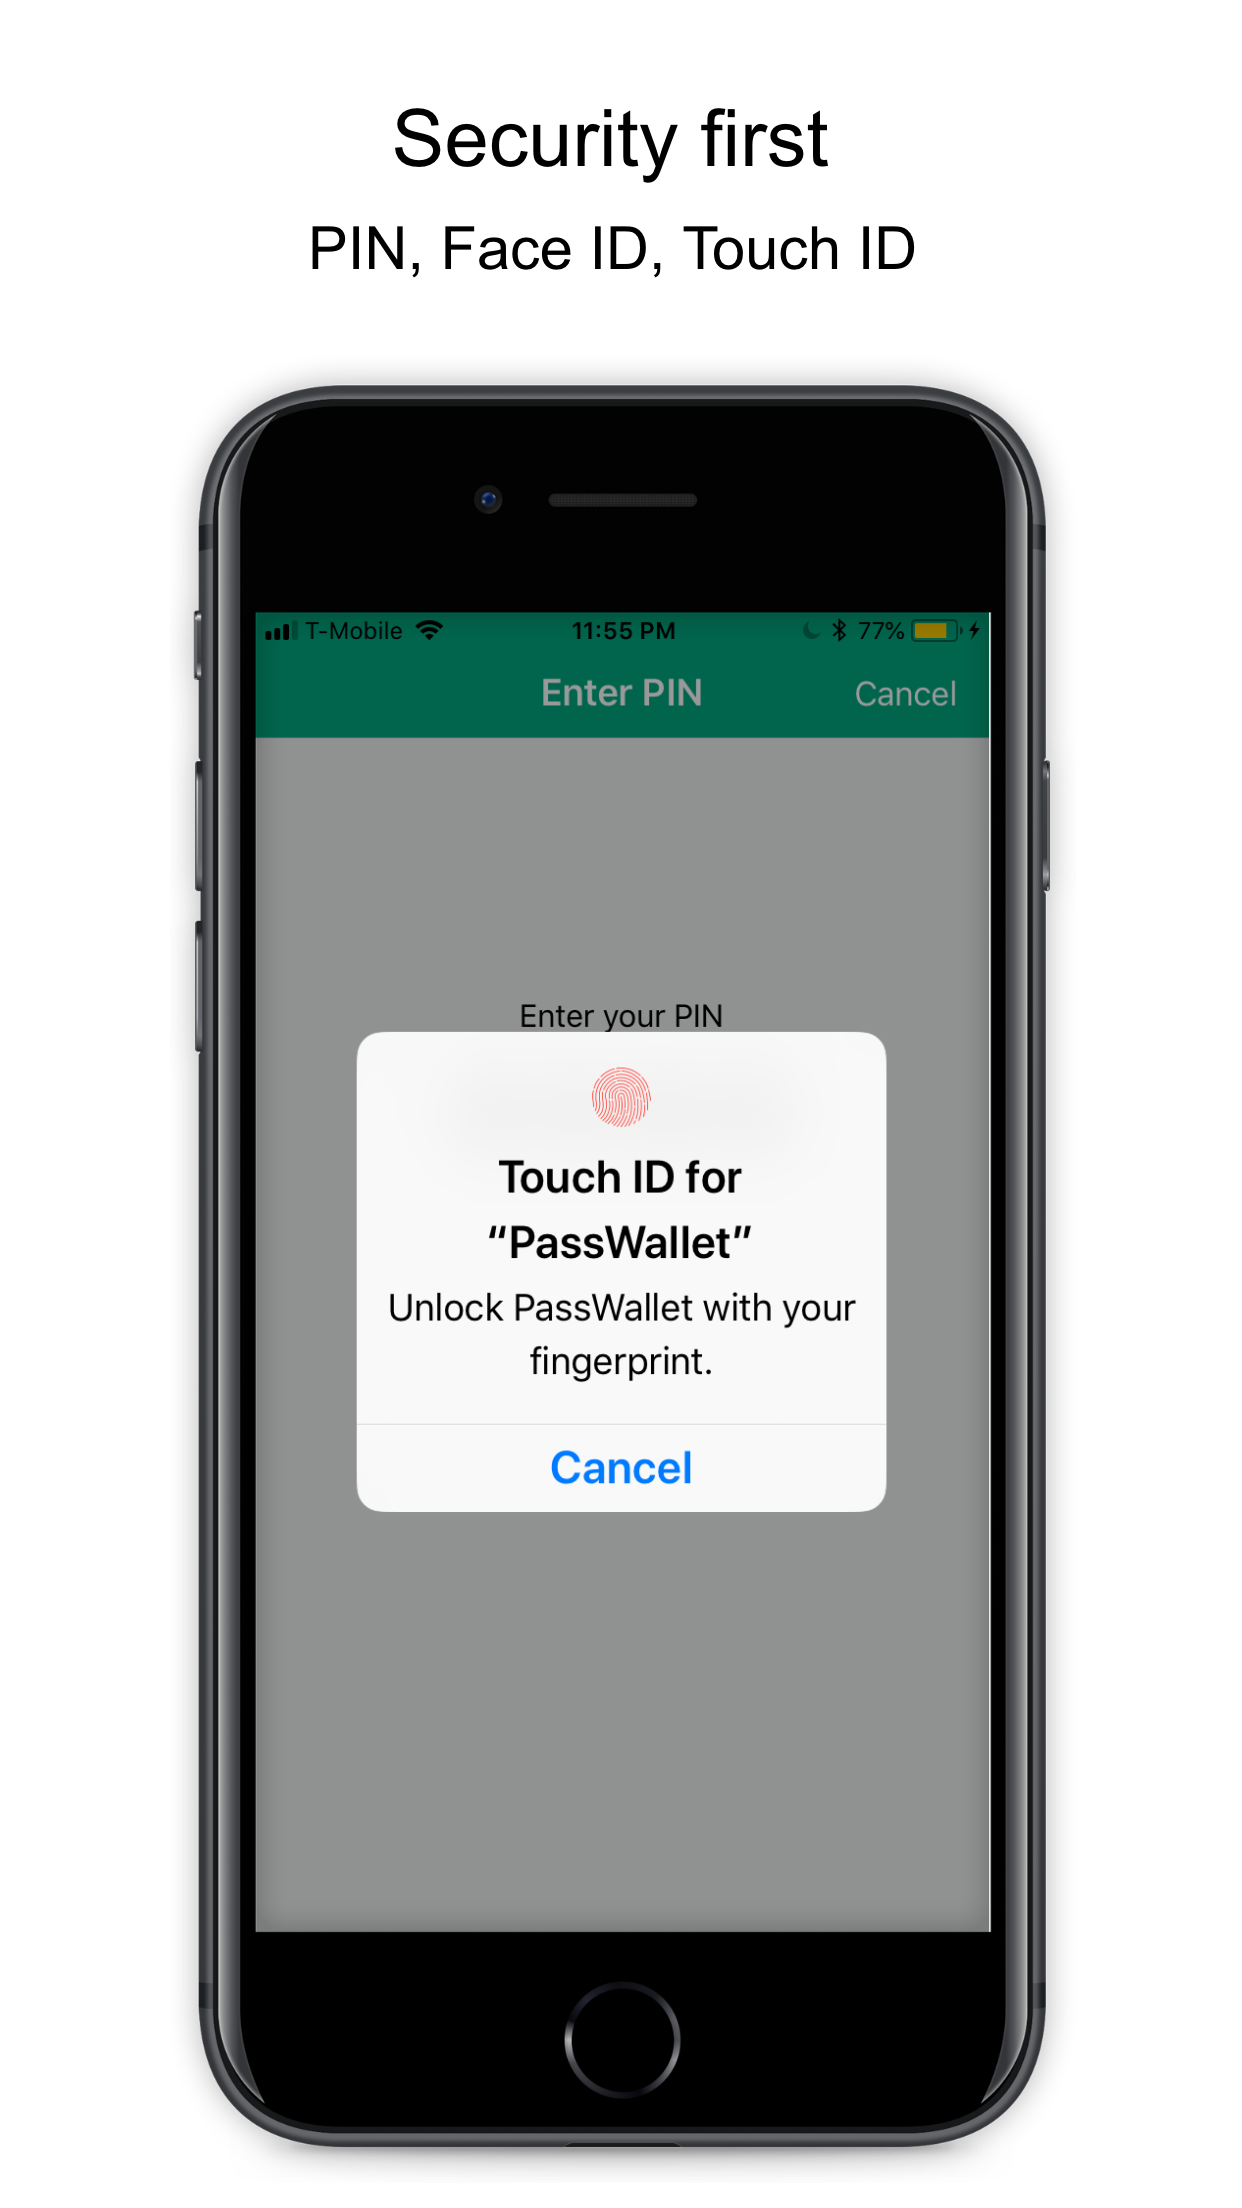 Security first
PIN, Face ID, Touch ID
T-Mobile 11:55 PM 77%
Enter PIN Cancel
Enter your PIN
Touch ID for
“PassWallet”
Unlock PassWallet with your
fingerprint.
Cancel